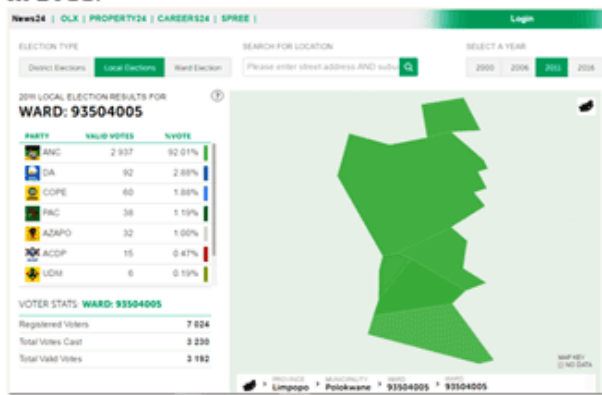 News24 | OLX | PROPERTY24 | CAREERS24 | SPREE |
Login
ELECTION TYPE
District Elections Local Elections Ward Election
SEARCH FOR LOCATION
Please enter street address AND subu
SELECT A YEAR
2000 2006 2011 2016
2011 LOCAL ELECTION RESULTS FOR
WARD: 93504005
?
PARTY VALID VOTES %VOTE
ANC 2 937 92.01%
DA 92 2.88%
COPE 60 1.88%
PAC 38 1.19%
AZAPO 32 1.00%
ACDP 15 0.47%
UDM 6 0.19%
VOTER STATS: WARD: 93504005
Registered Voters 7 024
Total Votes Cast 3 230
Total Valid Votes 3 192
MAP KEY
NO DATA
PROVINCE MUNICIPALITY WARD WARD
Limpopo Polokwane 93504005 93504005